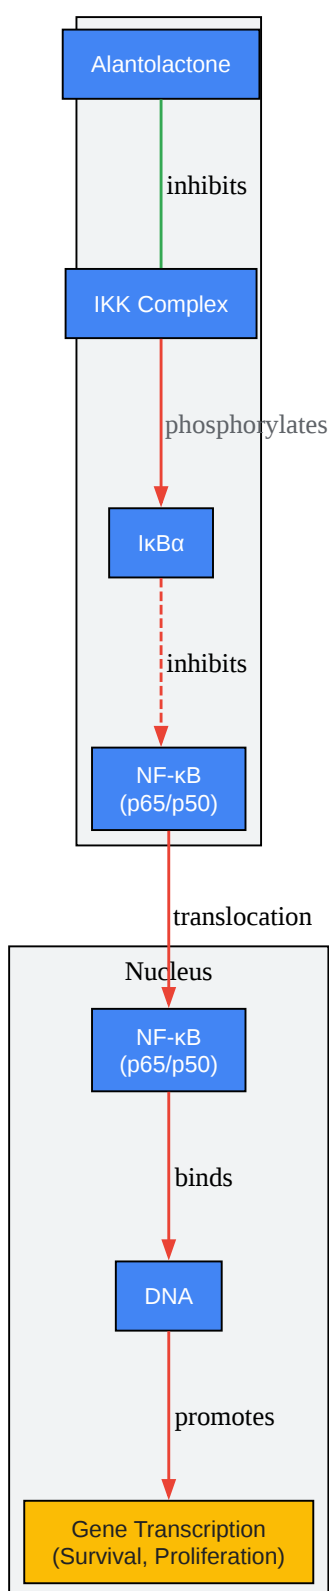 Alantolactone
inhibits
IKK Complex
phosphorylates
IκBα
inhibits
NF-κB
(p65/p50)
translocation
Nucleus
NF-κB
(p65/p50)
binds
DNA
promotes
Gene Transcription
(Survival, Proliferation)